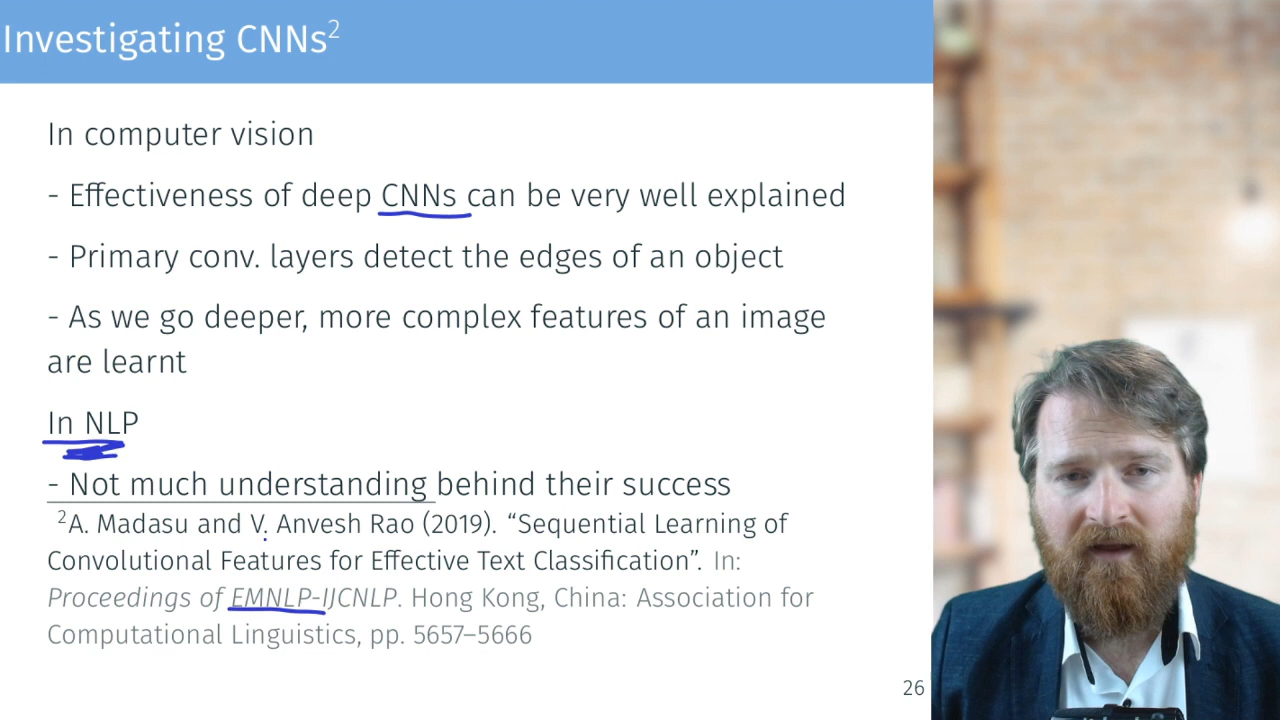 Investigating CNNs²
In computer vision
- Effectiveness of deep CNNs can be very well explained
- Primary conv. layers detect the edges of an object
- As we go deeper, more complex features of an image
are learnt
In NLP
- Not much understanding behind their success
²A. Madasu and V. Anvesh Rao (2019). “Sequential Learning of
Convolutional Features for Effective Text Classification”. In:
Proceedings of EMNLP-IJCNLP. Hong Kong, China: Association for
Computational Linguistics, pp. 5657–5666
26